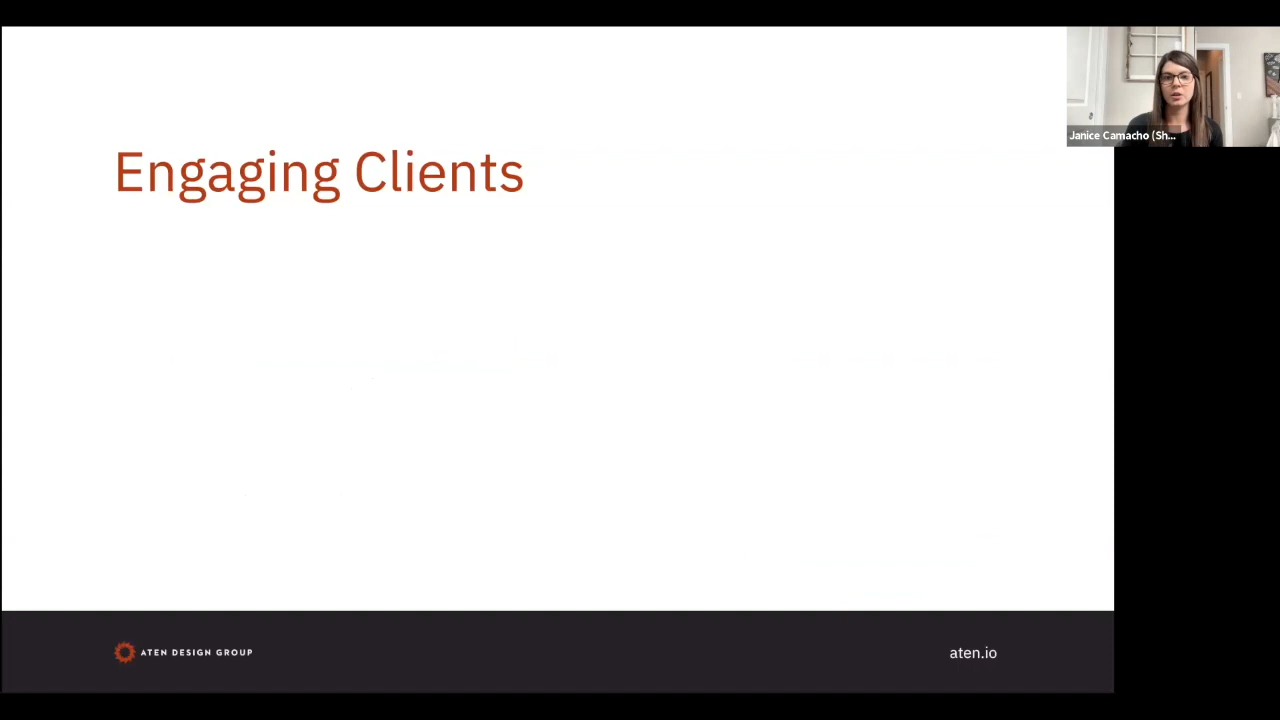 Janice Camacho (Sh...
Engaging Clients
ATEN DESIGN GROUP
aten.io